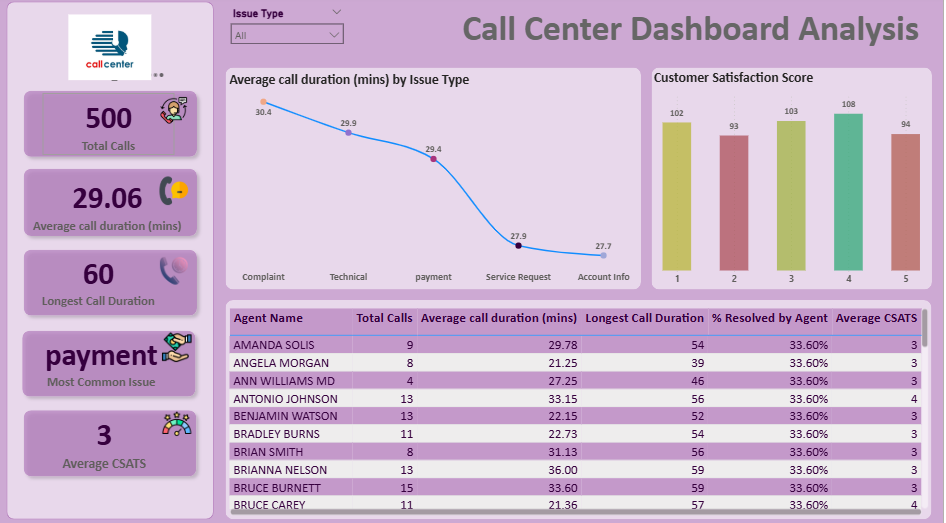 callcenter
500
Total Calls
29.06
Average call duration (mins)
60
Longest Call Duration
payment
Most Common Issue
3
Average CSATS
Issue Type
All
Call Center Dashboard Analysis
Average call duration (mins) by Issue Type
30.4
29.9
29.4
27.9
27.7
Complaint Technical payment Service Request Account Info
Customer Satisfaction Score
102 93 103 108 94
1 2 3 4 5
Agent Name Total Calls Average call duration (mins) Longest Call Duration % Resolved by Agent Average CSATS
AMANDA SOLIS 9 29.78 54 33.60% 3
ANGELA MORGAN 8 21.25 39 33.60% 3
ANN WILLIAMS MD 4 27.25 46 33.60% 3
ANTONIO JOHNSON 13 33.15 56 33.60% 4
BENJAMIN WATSON 13 22.15 52 33.60% 3
BRADLEY BURNS 11 22.73 54 33.60% 3
BRIAN SMITH 8 31.13 56 33.60% 3
BRIANNA NELSON 13 36.00 59 33.60% 3
BRUCE BURNETT 15 33.60 59 33.60% 3
BRUCE CAREY 11 21.36 57 33.60% 4